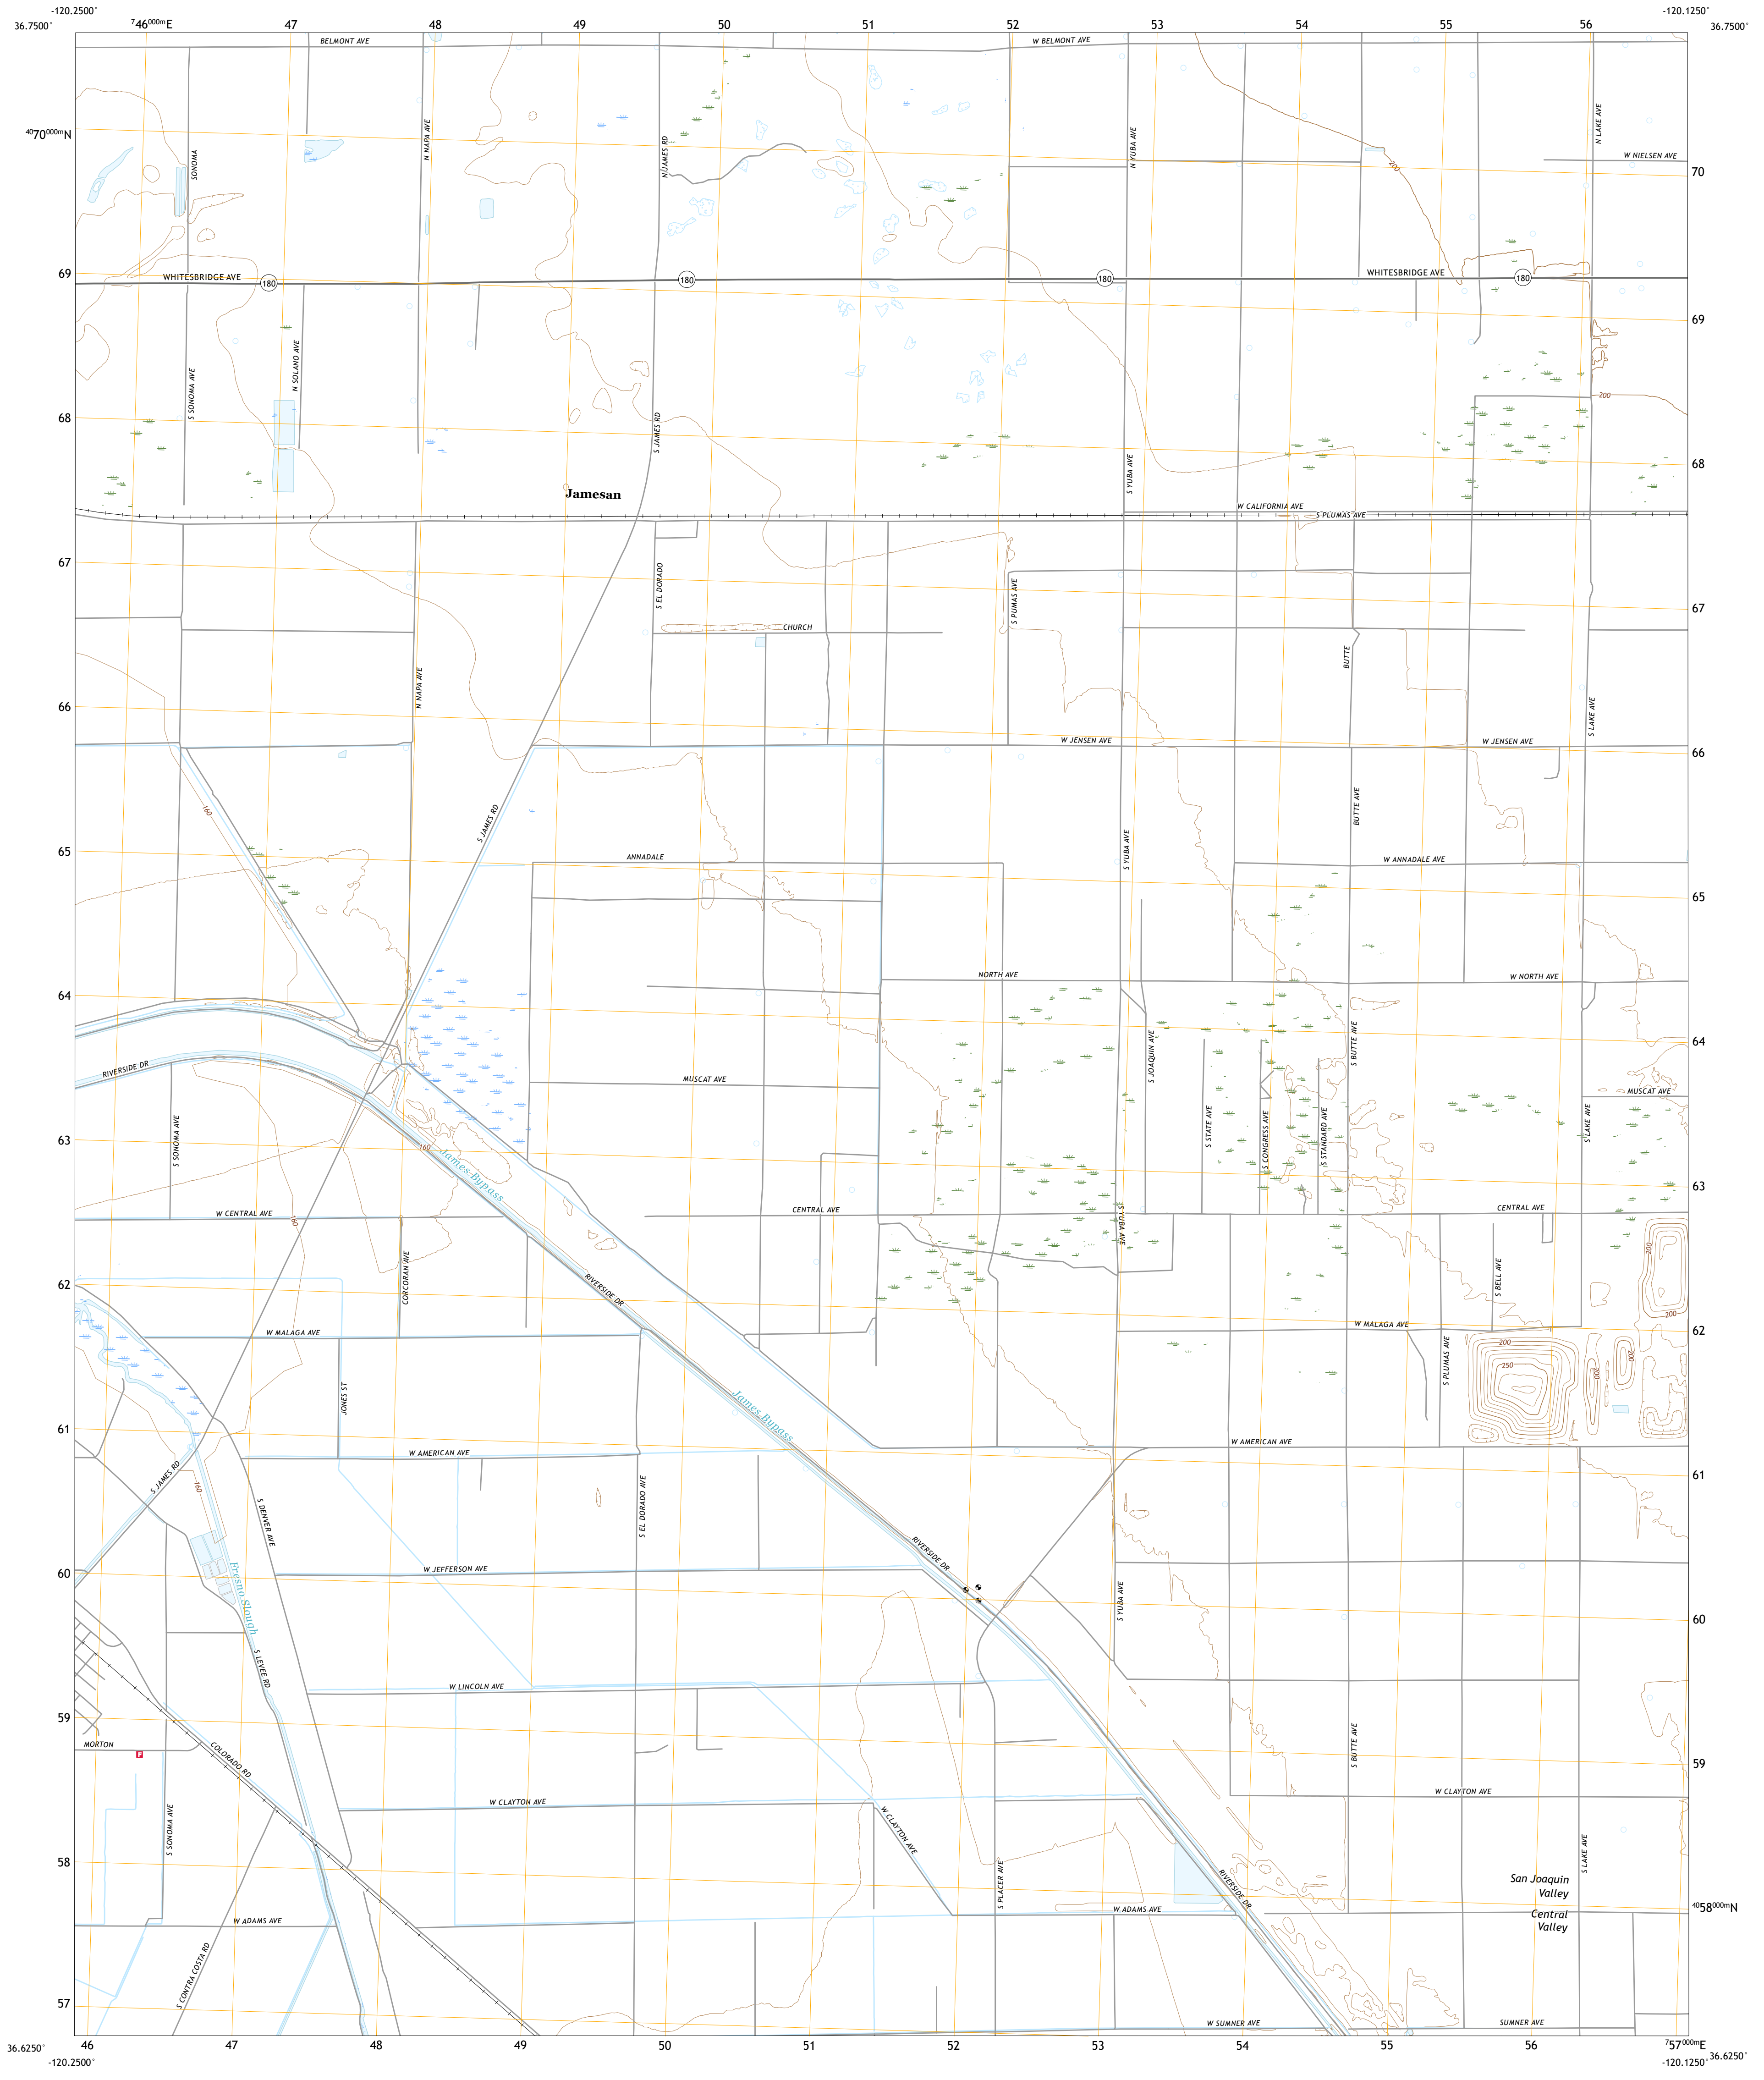 -120.2500°
-120.1250°
36.7500°
746000mE
47
48
49
50
51
52
53
54
55
56
36.7500°
BELMONT AVE
W BELMONT AVE
4070000mN
N NAPA AVE
N JAMES RD
N YUBA AVE
N LAKE AVE
SONOMA
W NIELSEN AVE
200
70
69
WHITESBRIDGE AVE
180
180
180
WHITESBRIDGE AVE
180
69
S SONOMA AVE
N SOLANO AVE
200
68
S JAMES RD
S YUBA AVE
68
Jamesan
W CALIFORNIA AVE
S PLUMAS AVE
67
S EL DORADO
S PUMAS AVE
67
CHURCH
BUTTE
N NAPA AVE
66
S LAKE AVE
W JENSEN AVE
W JENSEN AVE
66
160
S JAMES RD
BUTTE AVE
S YUBA AVE
65
ANNADALE
W ANNADALE AVE
65
NORTH AVE
W NORTH AVE
64
S JOAQUIN AVE
S BUTTE AVE
64
RIVERSIDE DR
MUSCAT AVE
MUSCAT AVE
S SONOMA AVE
S STATE AVE
S CONGRESS AVE
S STANDARD AVE
S LAKE AVE
63
160
James Bypass
63
W CENTRAL AVE
160
CENTRAL AVE
S YUBA AVE
CENTRAL AVE
CORCORAN AVE
S BELL AVE
200
62
RIVERSIDE DR
200
W MALAGA AVE
W MALAGA AVE
62
S PLUMAS AVE
200
250
200
200
JONES ST
James Bypass
61
W AMERICAN AVE
W AMERICAN AVE
61
S JAMES RD
160
S DENVER AVE
S EL DORADO AVE
RIVERSIDE DR
60
Fresno Slough
W JEFFERSON AVE
S YUBA AVE
60
S LEVEE RD
W LINCOLN AVE
59
MORTON
F
COLORADO RD
S BUTTE AVE
59
W CLAYTON AVE
W CLAYTON AVE
W CLAYTON AVE
S SONOMA AVE
S LAKE AVE
58
S PLACER AVE
RIVERSIDE DR
San Joaquin
Valley
W ADAMS AVE
W ADAMS AVE
Central
Valley
4058000mN
S CONTRA COSTA RD
57
W SUMNER AVE
SUMNER AVE
36.6250°
46
47
48
49
50
51
52
53
54
55
56
757000mE
36.6250°
-120.2500°
-120.1250°